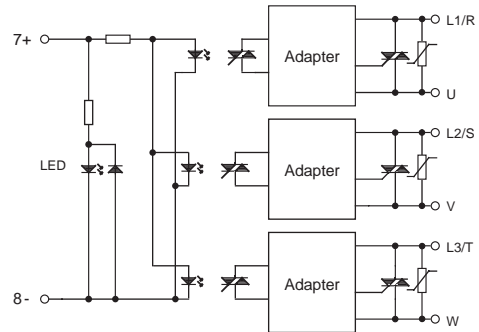 L1/R
7+
Adapter
U
L2/S
LED
Adapter
V
L3/T
8-
Adapter
W